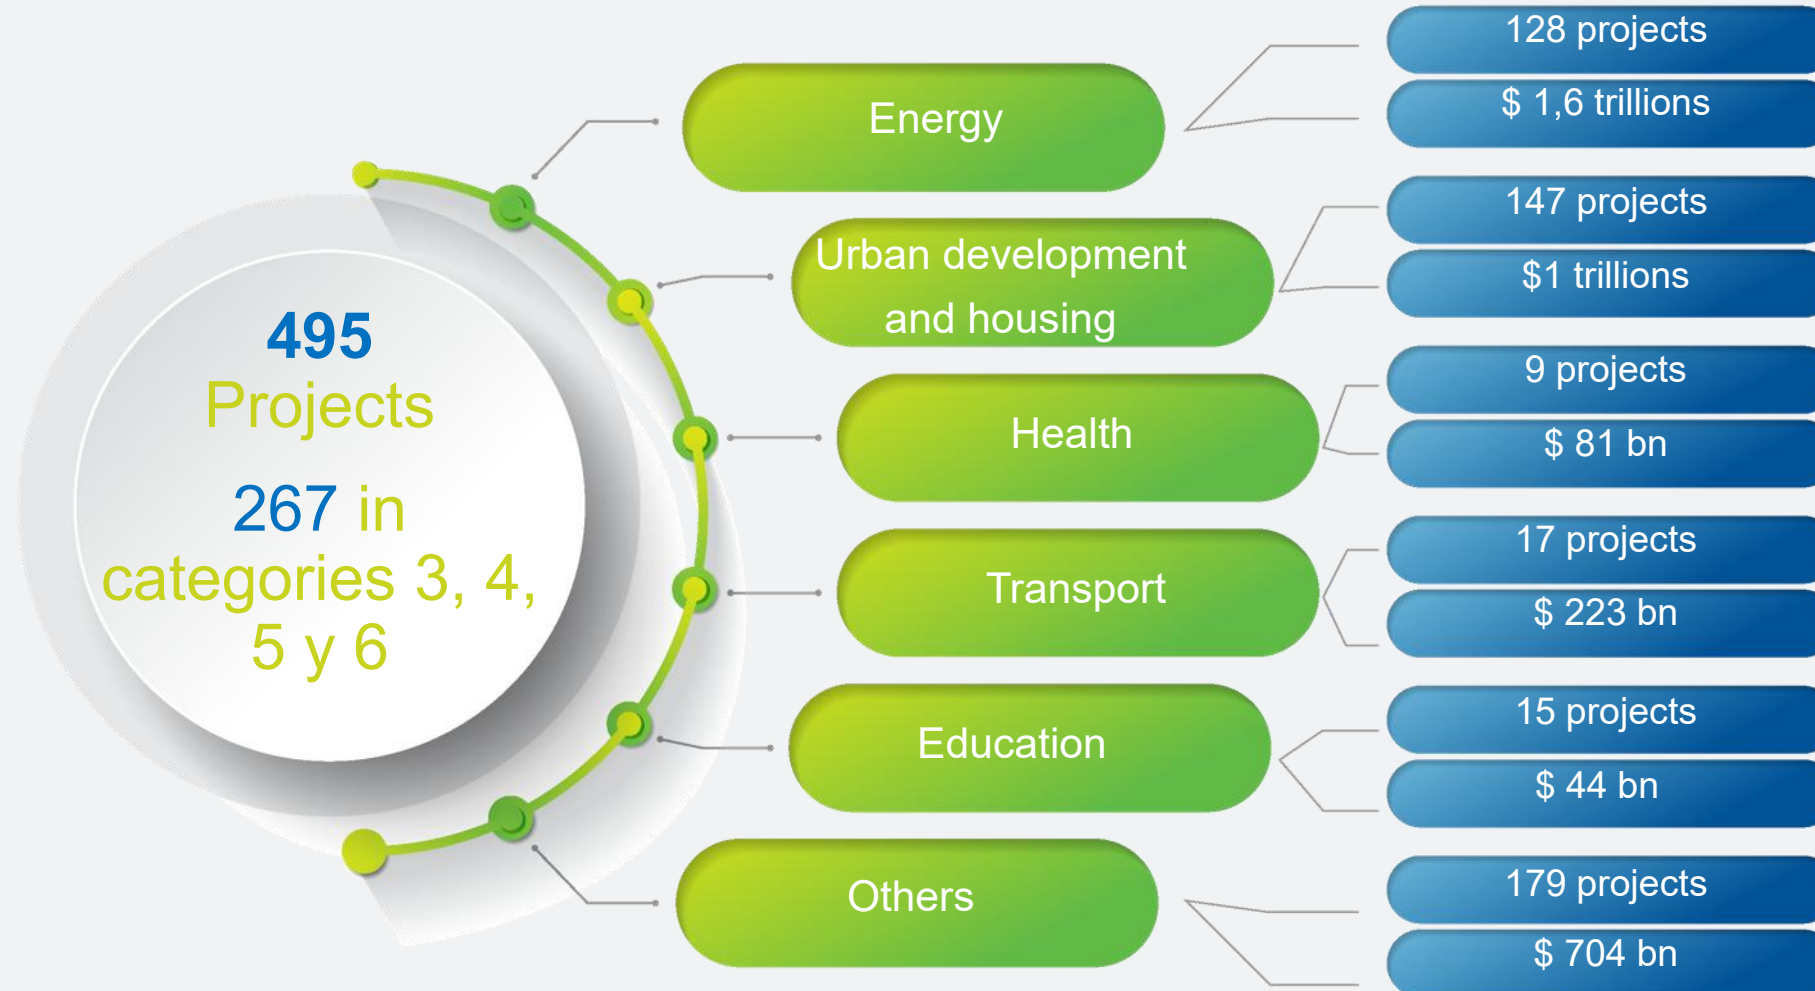 495
Projects
267 in
categories 3, 4,
5 y 6
Energy
128 projects
$ 1,6 trillions
Urban development
and housing
147 projects
$1 trillions
Health
9 projects
$ 81 bn
Transport
17 projects
$ 223 bn
Education
15 projects
$ 44 bn
Others
179 projects
$ 704 bn